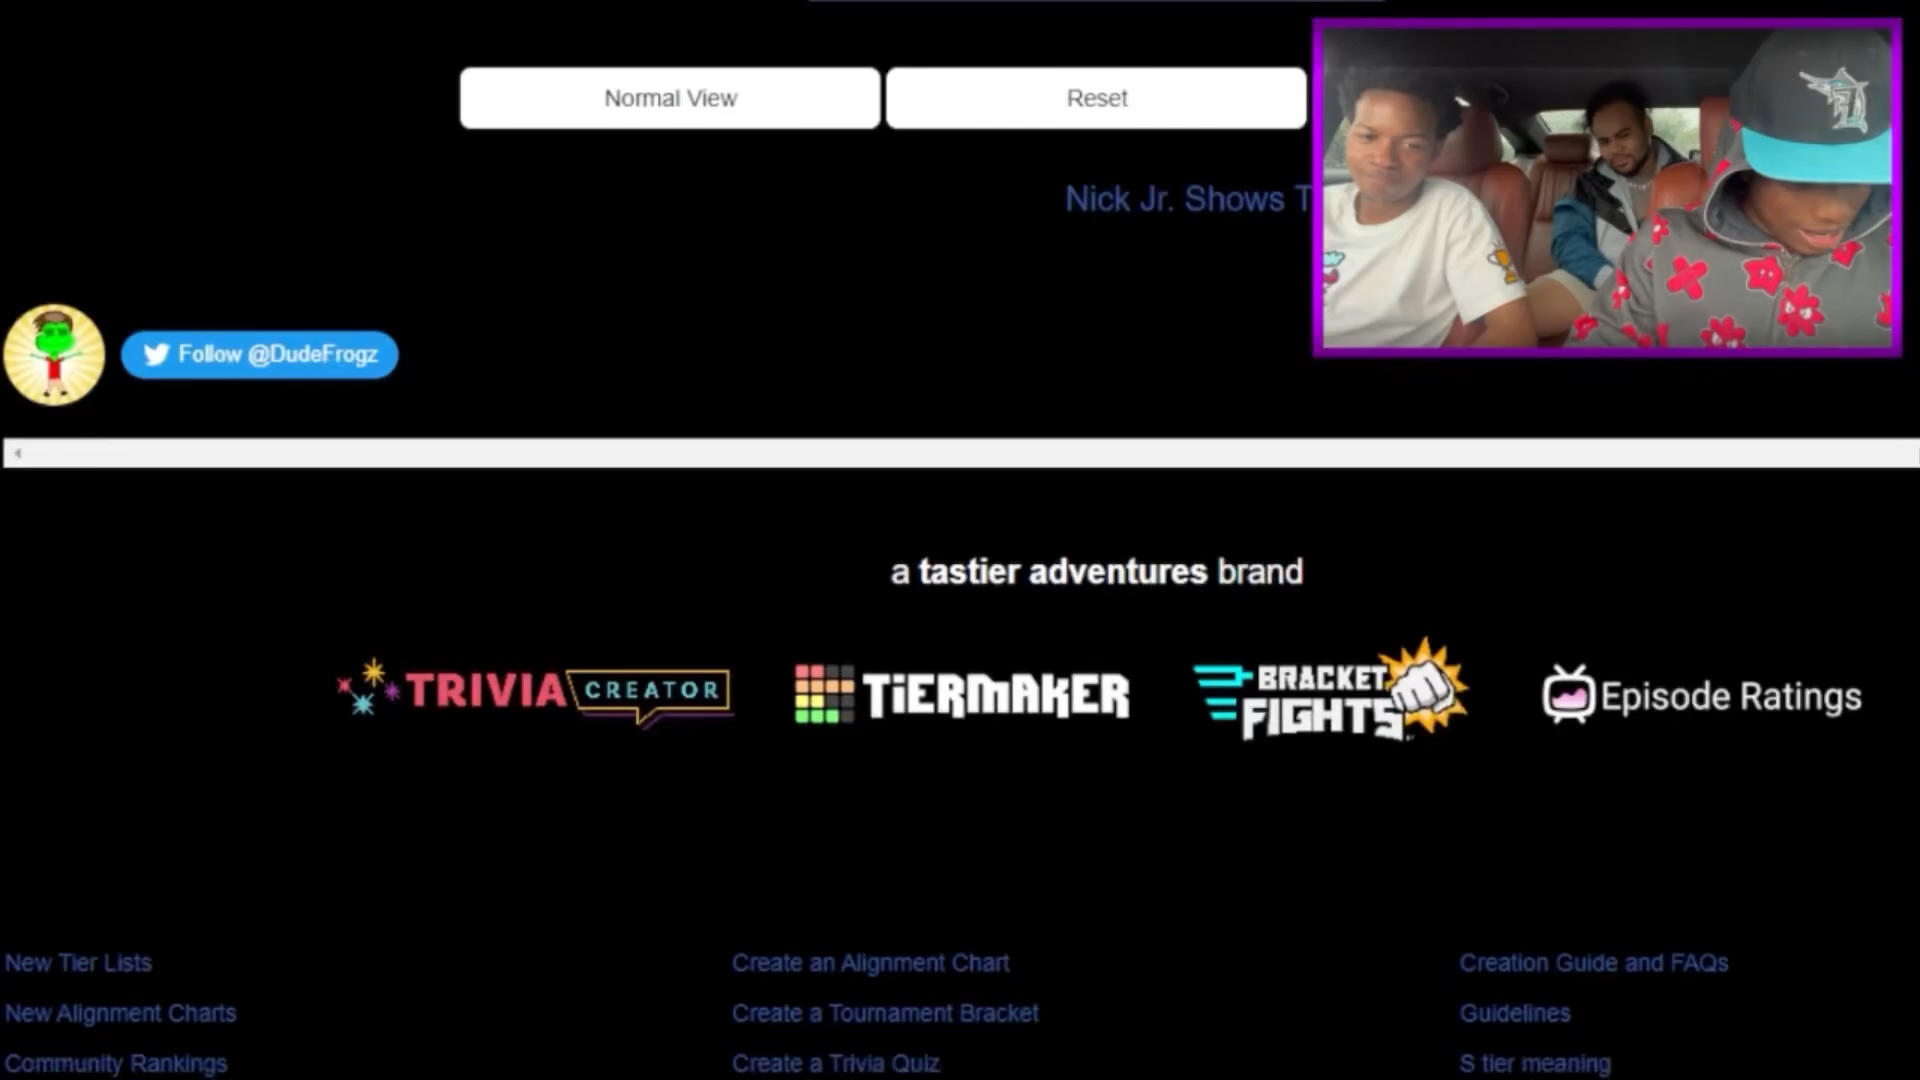 Normal View
Reset
Nick Jr. Shows T
Follow @DudeFrogz
a tastier adventures brand
TRIVIA CREATOR
TiERMAKER
BRACKET FIGHTS
Episode Ratings
New Tier Lists
Create an Alignment Chart
Creation Guide and FAQs
New Alignment Charts
Create a Tournament Bracket
Guidelines
Community Rankings
Create a Trivia Quiz
S tier meaning